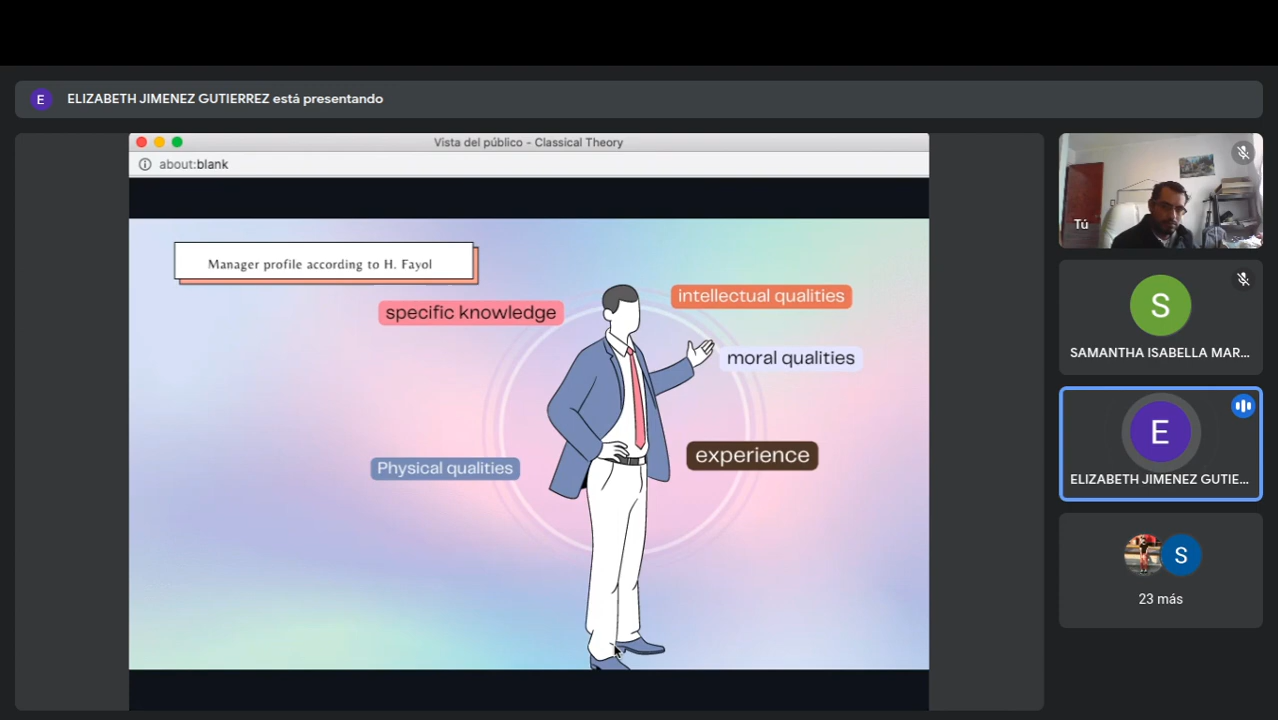 E
ELIZABETH JIMENEZ GUTIERREZ está presentando
Vista del público - Classical Theory
about:blank
Manager profile according to H. Fayol
specific knowledge
intellectual qualities
moral qualities
experience
Physical qualities
Tú
S
SAMANTHA ISABELLA MAR...
E
ELIZABETH JIMENEZ GUTIE...
S
23 más